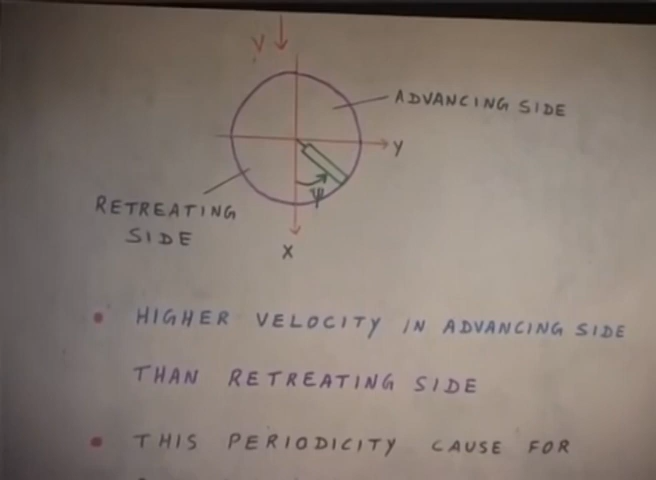 V
ADVANCING SIDE
Y
RETREATING
SIDE
ψ
X
• HIGHER VELOCITY IN ADVANCING SIDE
THAN RETREATING SIDE
• THIS PERIODICITY CAUSE FOR